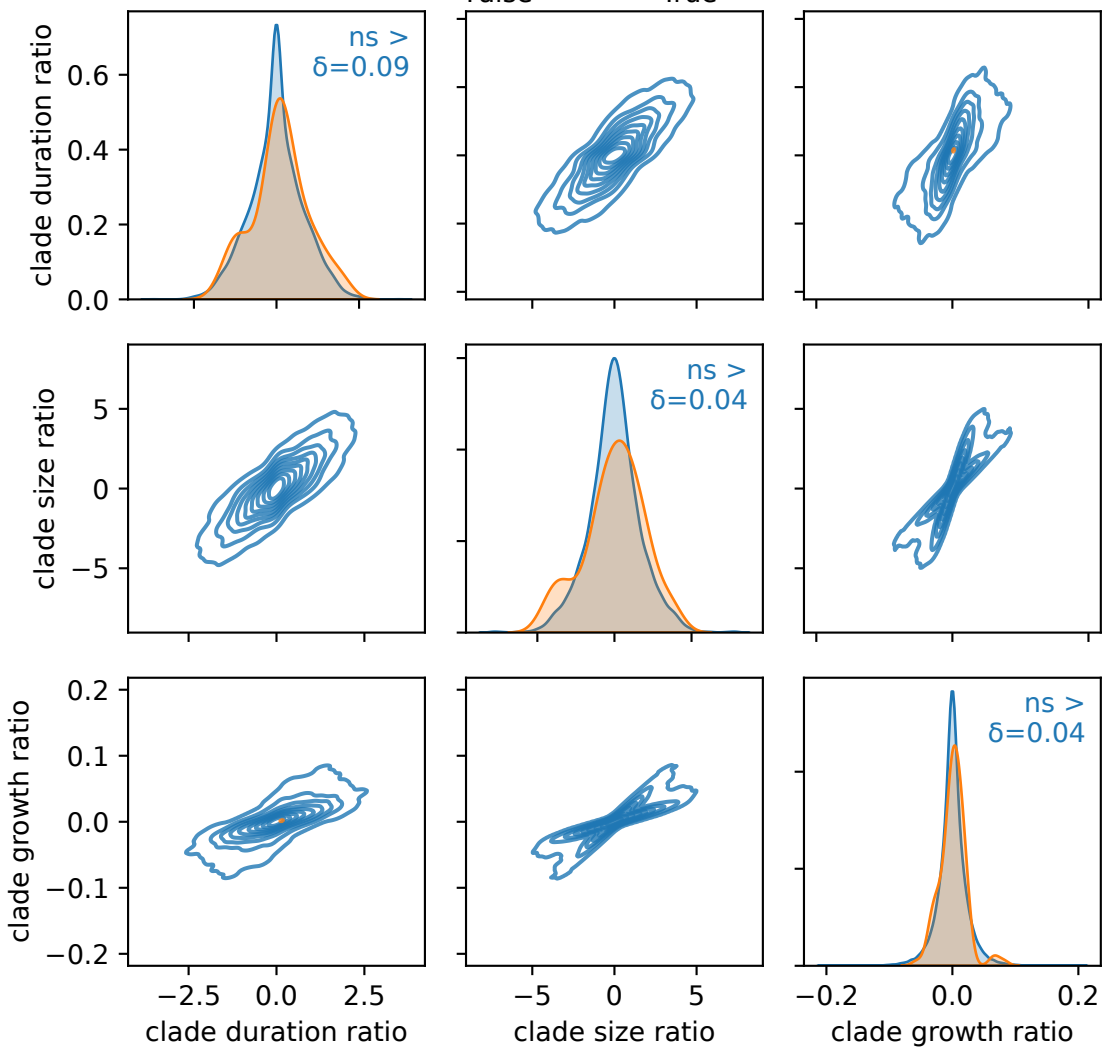 False True
clade duration ratio
0.6
0.4
0.2
0.0
ns >
δ=0.09
clade size ratio
5
0
−5
ns >
δ=0.04
clade growth ratio
0.2
0.1
0.0
−0.1
−0.2
ns >
δ=0.04
−2.5 0.0 2.5
−5 0 5
−0.2 0.0 0.2
clade duration ratio
clade size ratio
clade growth ratio